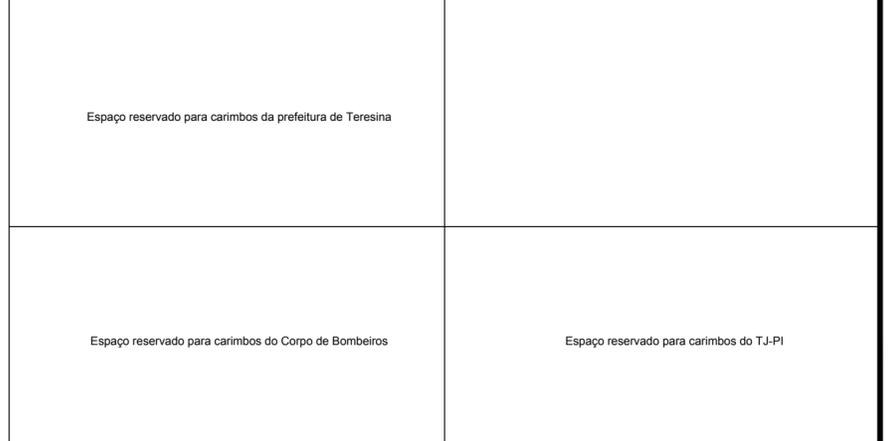 Espaço reservado para carimbos da prefeitura de Teresina
Espaço reservado para carimbos do Corpo de Bombeiros
Espaço reservado para carimbos do TJ-PI